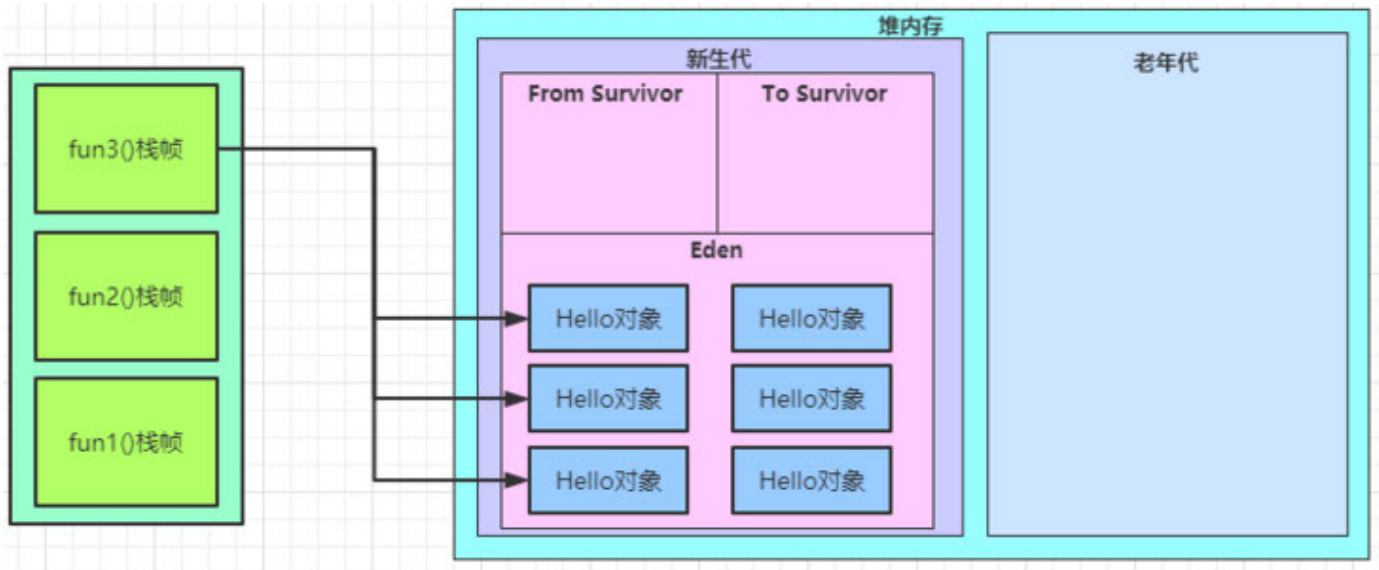 fun3()栈帧
fun2()栈帧
fun1()栈帧
堆内存
新生代
From Survivor
To Survivor
Eden
Hello对象
Hello对象
Hello对象
Hello对象
Hello对象
Hello对象
老年代